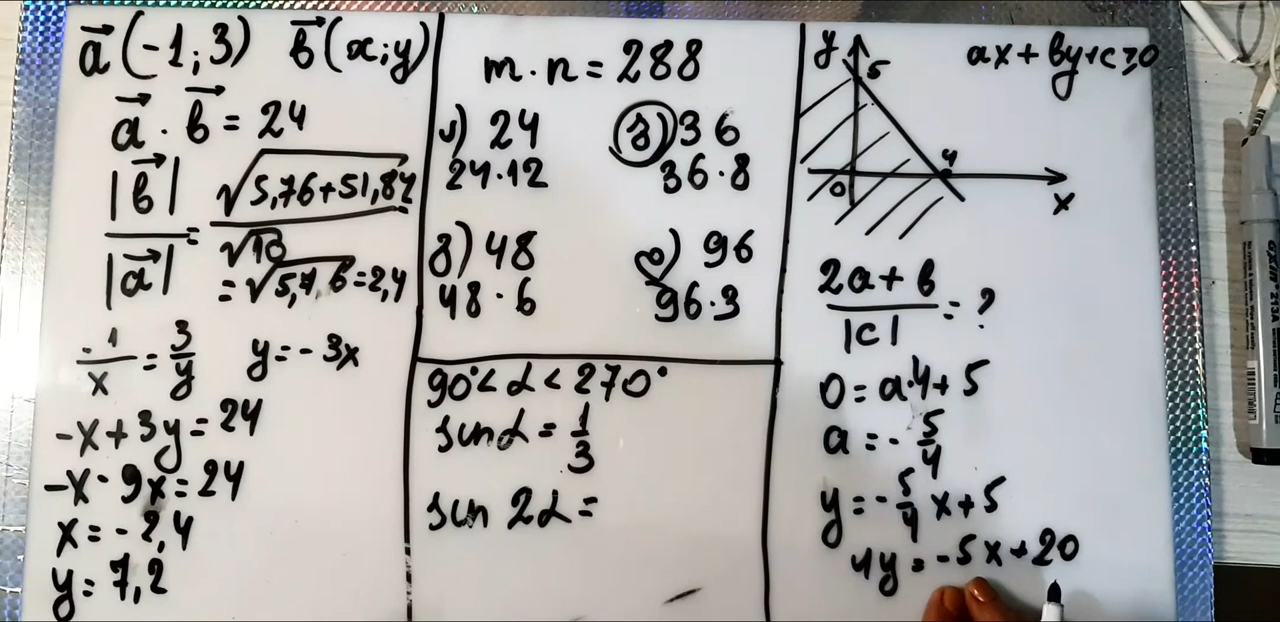 a⃗ (-1; 3) b⃗ (x; y)
a⃗ · b⃗ = 24
|b⃗| / |a⃗| = √(5,76+51,84) / √10
= √5,76 = 2,4
-1/x = 3/y y = -3x
-x + 3y = 24
-x - 9x = 24
x = -2,4
y = 7,2
m · n = 288
24
36
24·12
36·8
48
96
48·6
96·3
90° < α < 270°
sin α = 1/3
sin 2α =
y 5 ax + by + c ≥ 0
4
0
x
(2a + b) / |c| = ?
0 = a·4 + 5
a = -5/4
y = -5/4 x + 5
4y = -5x + 20